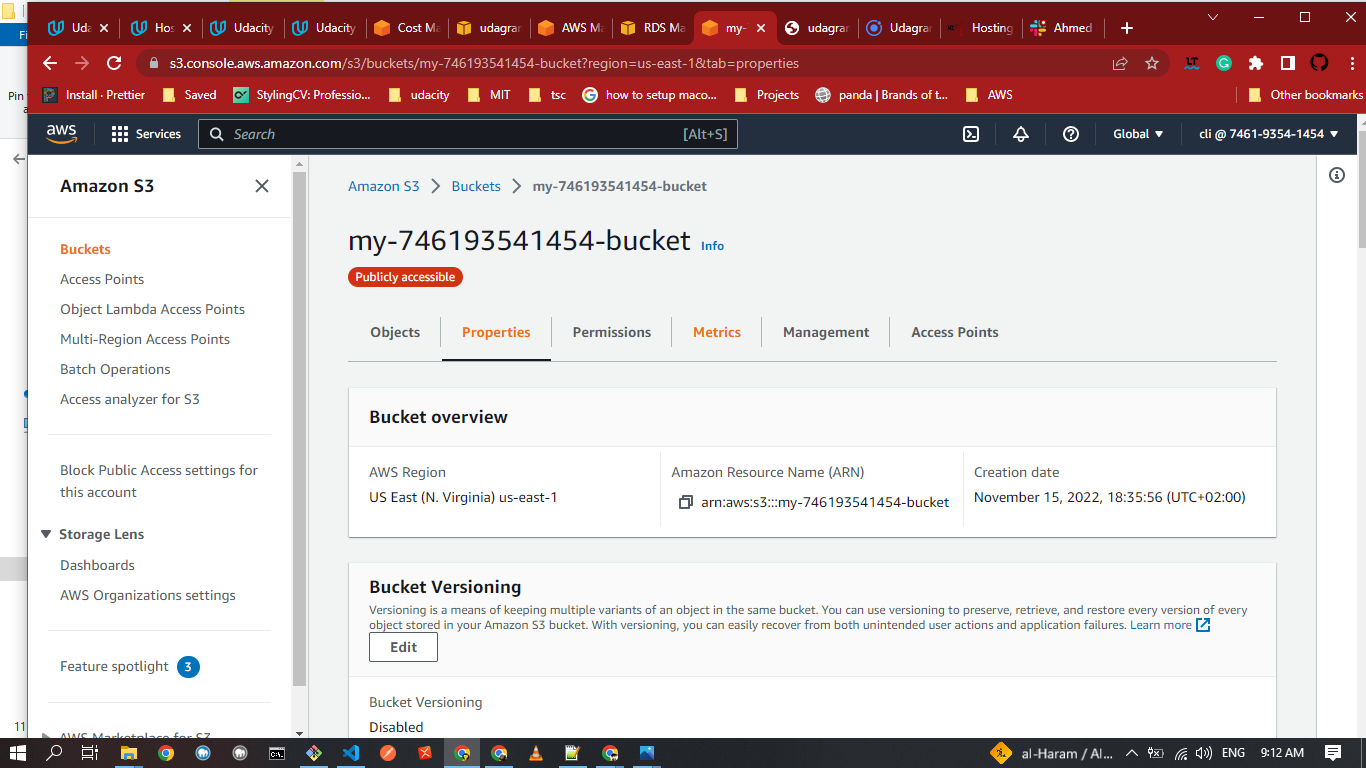 Fi
Uda
Hos
Udacity
Udacity
Cost Ma
udagran
AWS Ma
RDS Ma
my-
udagran
Udagran
Hosting
Ahmed
s3.console.aws.amazon.com/s3/buckets/my-746193541454-bucket?region=us-east-1&tab=properties
Pin
Install · Prettier
Saved
StylingCV: Professio...
udacity
MIT
tsc
how to setup maco...
Projects
panda | Brands of t...
AWS
Other bookmarks
aws
Services
Search
[Alt+S]
Global
cli @ 7461-9354-1454
Amazon S3
Buckets
Access Points
Object Lambda Access Points
Multi-Region Access Points
Batch Operations
Access analyzer for S3
Block Public Access settings for
this account
Storage Lens
Dashboards
AWS Organizations settings
Feature spotlight 3
AWS Marketplace for S3
Amazon S3
Buckets
my-746193541454-bucket
my-746193541454-bucket Info
Publicly accessible
Objects
Properties
Permissions
Metrics
Management
Access Points
Bucket overview
AWS Region
US East (N. Virginia) us-east-1
Amazon Resource Name (ARN)
arn:aws:s3:::my-746193541454-bucket
Creation date
November 15, 2022, 18:35:56 (UTC+02:00)
Bucket Versioning
Versioning is a means of keeping multiple variants of an object in the same bucket. You can use versioning to preserve, retrieve, and restore every version of every
object stored in your Amazon S3 bucket. With versioning, you can easily recover from both unintended user actions and application failures. Learn more
Edit
Bucket Versioning
Disabled
11
al-Haram / Al...
ENG
9:12 AM